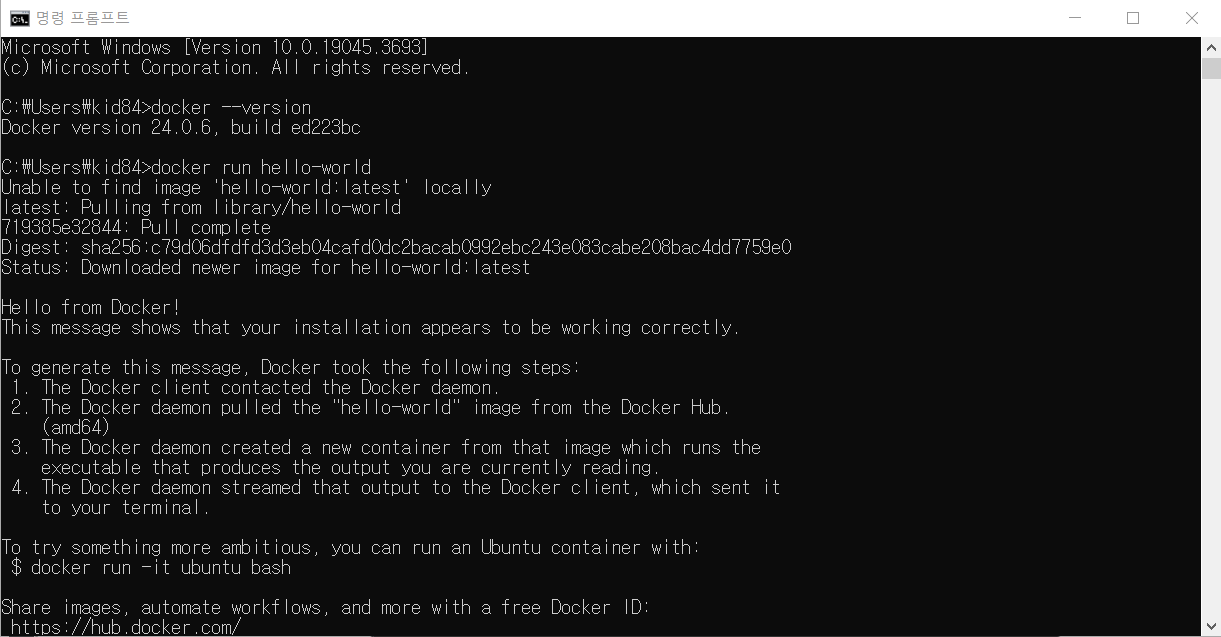 명령 프롬프트
Microsoft Windows [Version 10.0.19045.3693]
(c) Microsoft Corporation. All rights reserved.
C:₩Users₩kid84>docker --version
Docker version 24.0.6, build ed223bc
C:₩Users₩kid84>docker run hello-world
Unable to find image 'hello-world:latest' locally
latest: Pulling from library/hello-world
719385e32844: Pull complete
Digest: sha256:c79d06dfdfd3d3eb04cafd0dc2bacab0992ebc243e083cabe208bac4dd7759e0
Status: Downloaded newer image for hello-world:latest
Hello from Docker!
This message shows that your installation appears to be working correctly.
To generate this message, Docker took the following steps:
1. The Docker client contacted the Docker daemon.
2. The Docker daemon pulled the "hello-world" image from the Docker Hub.
(amd64)
3. The Docker daemon created a new container from that image which runs the
executable that produces the output you are currently reading.
4. The Docker daemon streamed that output to the Docker client, which sent it
to your terminal.
To try something more ambitious, you can run an Ubuntu container with:
$ docker run -it ubuntu bash
Share images, automate workflows, and more with a free Docker ID:
https://hub.docker.com/